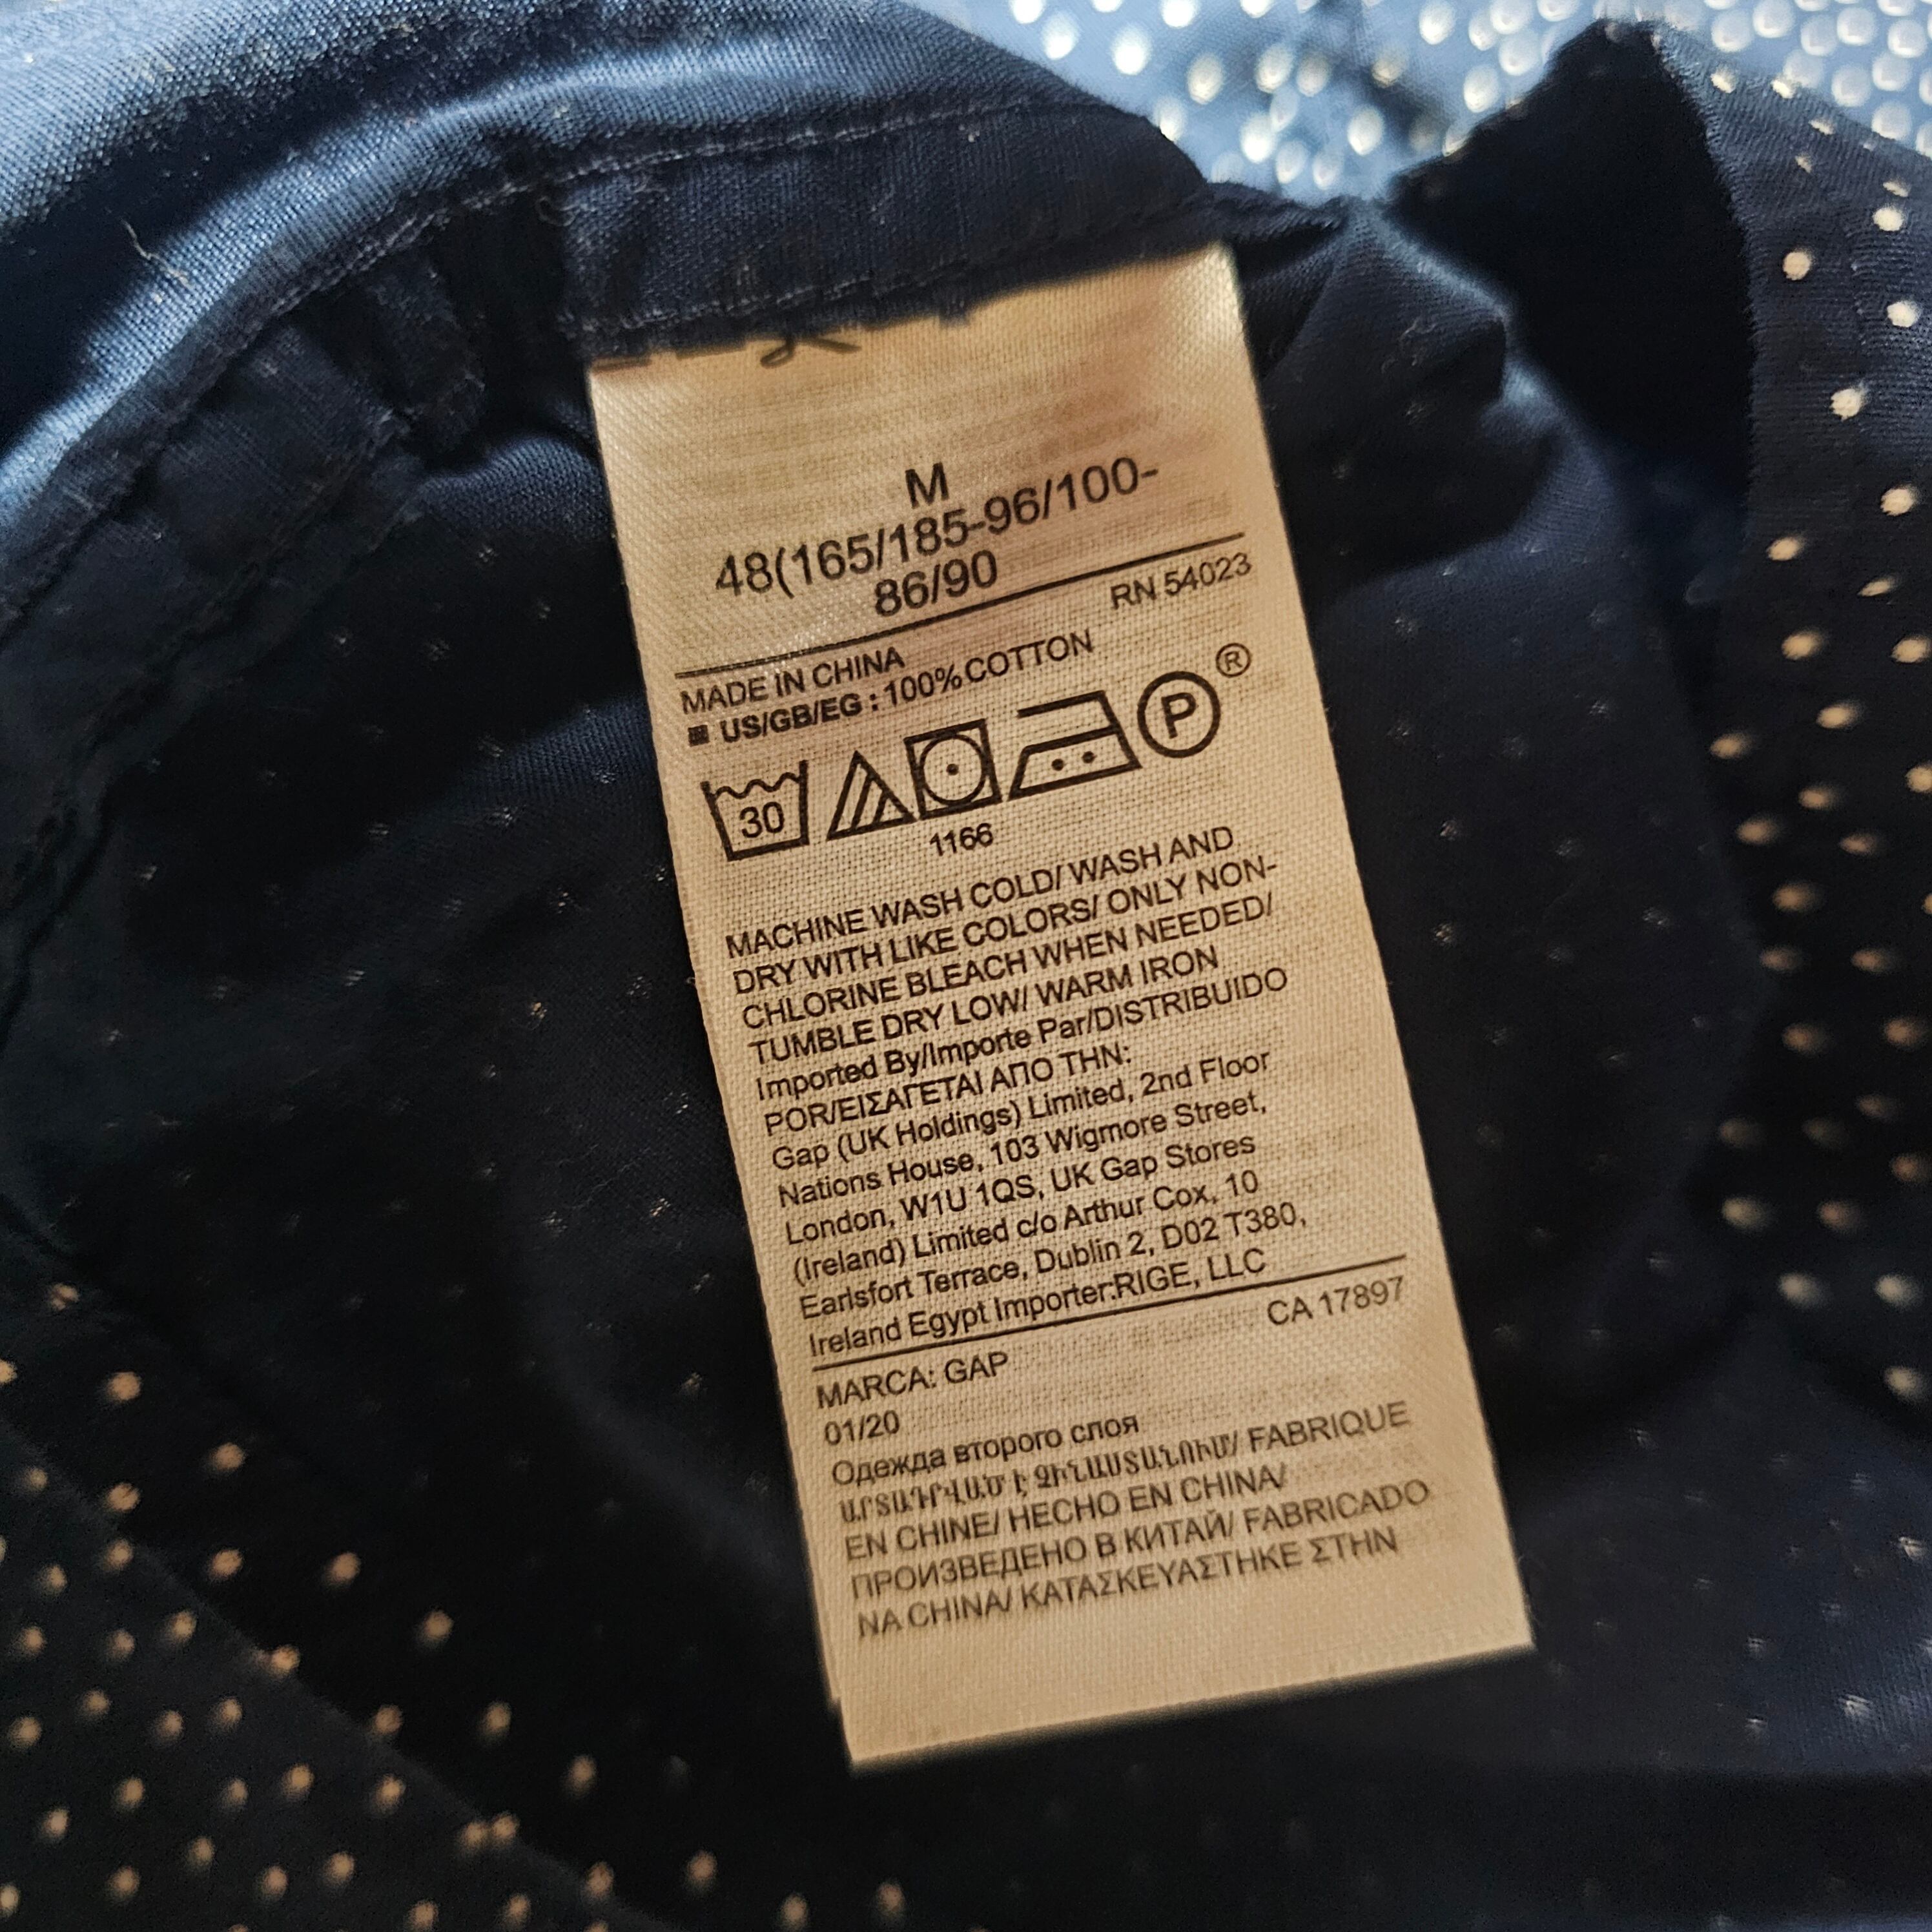 M
48(165/185-96/100-
86/90
RN 54023
MADE IN CHINA
US/GB/EG : 100% COTTON
30
P ®
1166
MACHINE WASH COLD/ WASH AND
DRY WITH LIKE COLORS/ ONLY NON-
CHLORINE BLEACH WHEN NEEDED/
TUMBLE DRY LOW/ WARM IRON
Imported By/Importe Par/DISTRIBUIDO
POR/ΕΙΣΑΓΕΤΑΙ ΑΠΟ ΤΗΝ:
Gap (UK Holdings) Limited, 2nd Floor
Nations House, 103 Wigmore Street,
London, W1U 1QS, UK Gap Stores
(Ireland) Limited c/o Arthur Cox, 10
Earlsfort Terrace, Dublin 2, D02 T380,
Ireland Egypt Importer:RIGE, LLC
CA 17897
MARCA: GAP
01/20
Одежда второго слоя
ԱՐՏԱԴՐՎԱԾ Է ՉԻՆԱՍՏԱՆՈՒՄ/ FABRIQUE
EN CHINE/ HECHO EN CHINA/
ПРОИЗВЕДЕНО В КИТАЙ/ FABRICADO
NA CHINA/ ΚΑΤΑΣΚΕΥΑΣΤΗΚΕ ΣΤΗΝ